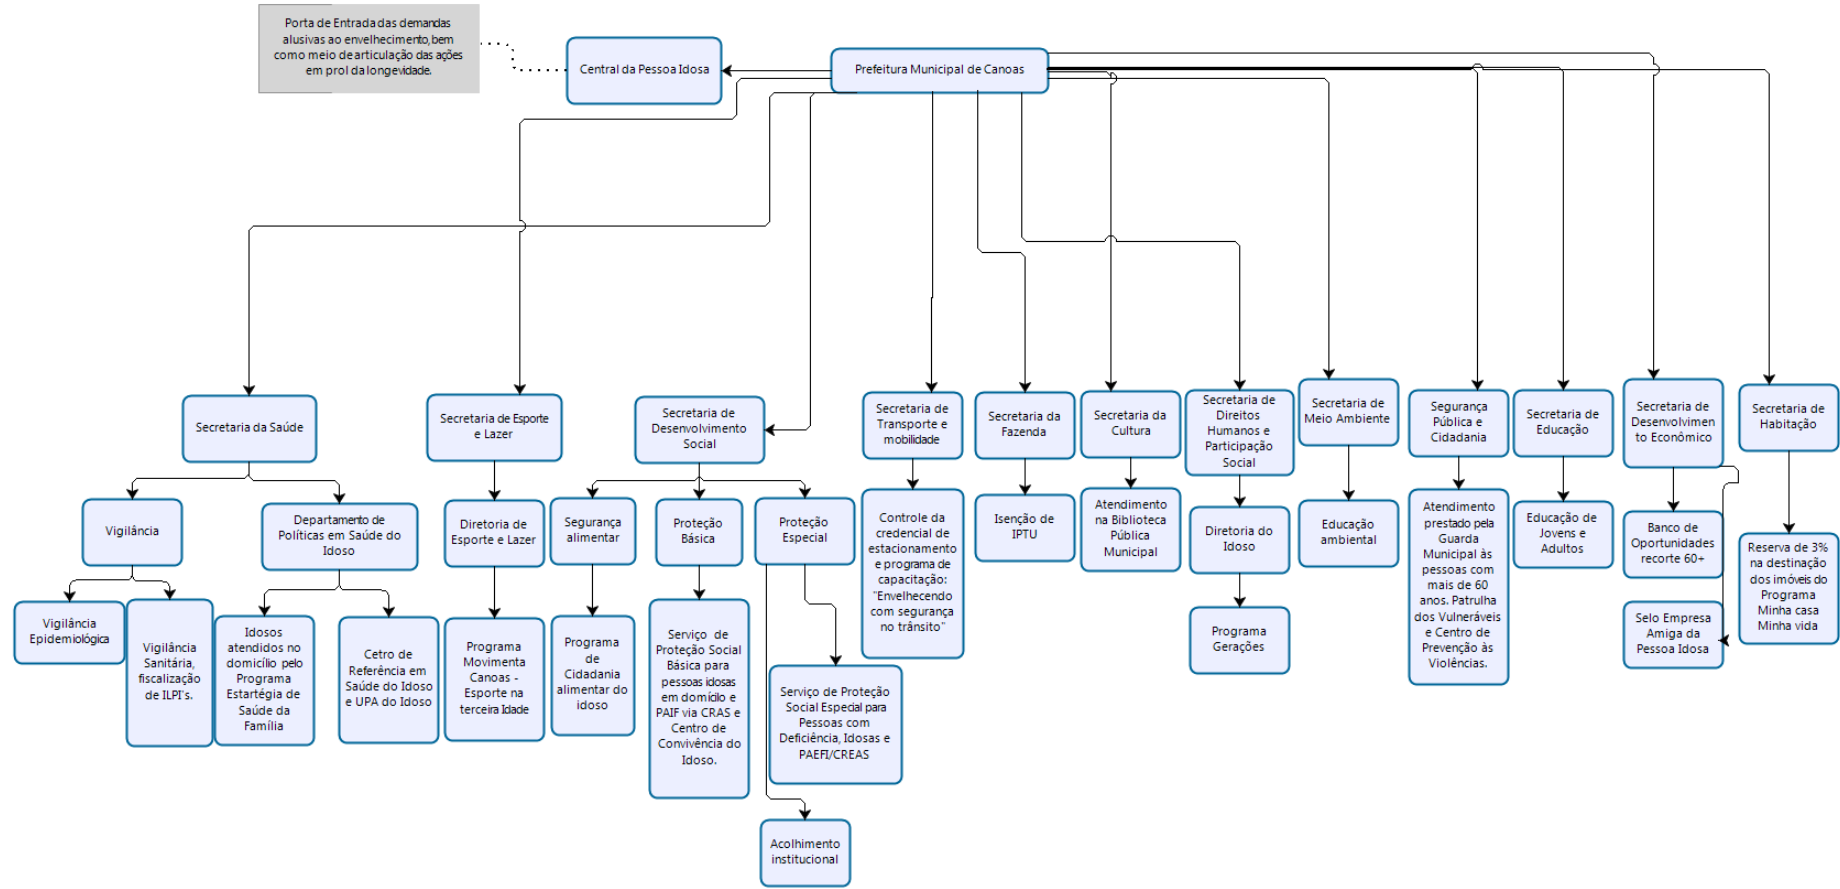 Porta de Entrada das demandas
alusivas ao envelhecimento, bem
como meio de articulação das ações
em prol da longevidade.
Central da Pessoa Idosa
Prefeitura Municipal de Canoas
Secretaria da Saúde
Secretaria de Esporte
e Lazer
Secretaria de
Desenvolvimento
Social
Secretaria de
Transporte e
mobilidade
Secretaria da
Fazenda
Secretaria da
Cultura
Secretaria de
Direitos
Humanos e
Participação
Social
Secretaria de
Meio Ambiente
Segurança
Pública e
Cidadania
Secretaria de
Educação
Secretaria de
Desenvolvimen
to Econômico
Secretaria de
Habitação
Vigilância
Departamento de
Políticas em Saúde do
Idoso
Diretoria de
Esporte e Lazer
Segurança
alimentar
Proteção
Básica
Proteção
Especial
Controle da
credencial de
estacionamento
e programa de
capacitação:
"Envelhecendo
com segurança
no trânsito"
Isenção de
IPTU
Atendimento
na Biblioteca
Pública
Municipal
Diretoria do
Idoso
Educação
ambiental
Atendimento
prestado pela
Guarda
Municipal às
pessoas com
mais de 60
anos. Patrulha
dos Vulneráveis
e Centro de
Prevenção às
Violências.
Educação de
Jovens e
Adultos
Banco de
Oportunidades
recorte 60+
Reserva de 3%
na destinação
dos imóveis do
Programa
Minha casa
Minha vida
Vigilância
Epidemiológica
Vigilância
Sanitária,
fiscalização
de ILPI's.
Idosos
atendidos no
domicílio pelo
Programa
Estartégia de
Saúde da
Família
Cetro de
Referência em
Saúde do Idoso
e UPA do Idoso
Programa
Movimenta
Canoas -
Esporte na
terceira Idade
Programa
de
Cidadania
alimentar do
idoso
Serviço de
Proteção Social
Básica para
pessoas idosas
em domícilo e
PAIF via CRAS e
Centro de
Convivência do
Idoso.
Serviço de Proteção
Social Especial para
Pessoas com
Deficiência, Idosas e
PAEFI/CREAS
Programa
Gerações
Selo Empresa
Amiga da
Pessoa Idosa
Acolhimento
institucional